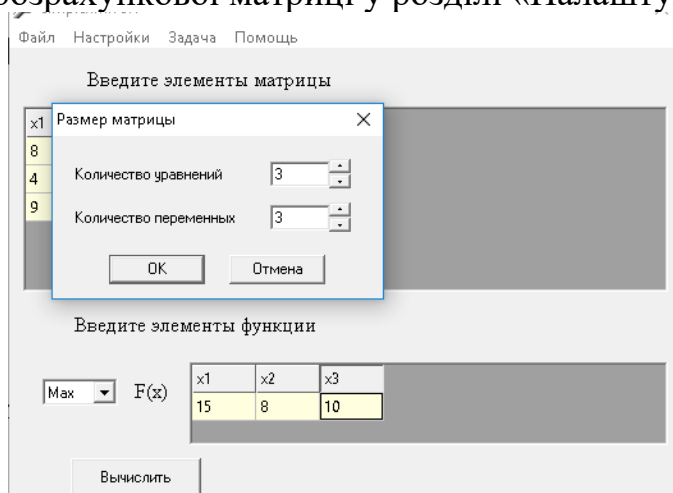 розрахункової матриці у розділі «Налашту
Файл Настройки Задача Помощь
Введите элементы матрицы
x1
Размер матрицы
8
4
9
Количество уравнений 3
Количество переменных 3
OK Отмена
Введите элементы функции
Max F(x)
x1 x2 x3
15 8 10
Вычислить